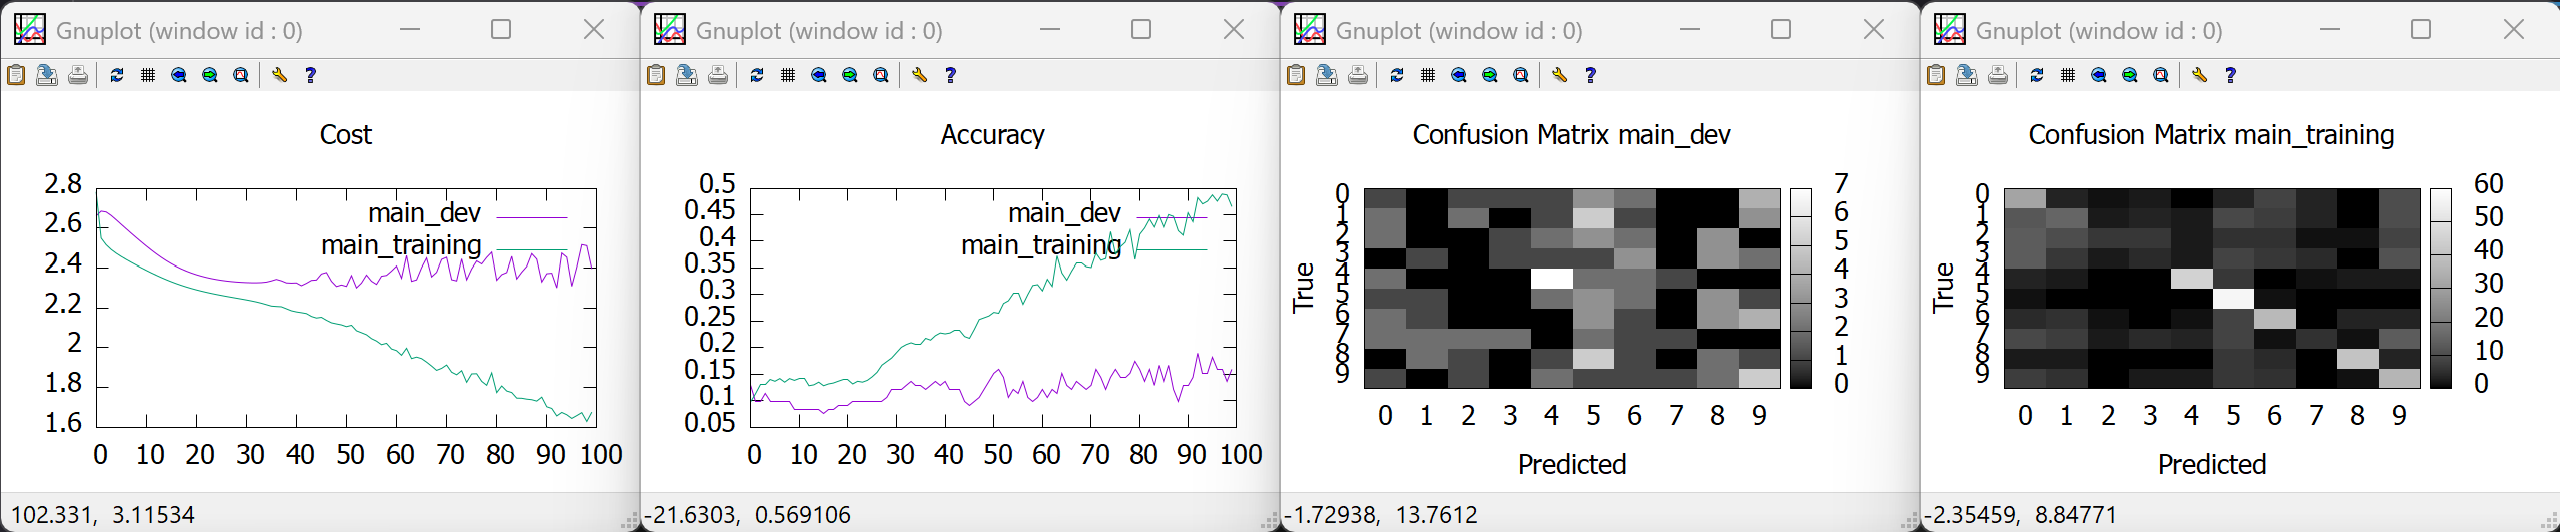 Gnuplot (window id : 0)
Cost
2.8
2.6
2.4
2.2
2
1.8
1.6
main_dev
main_training
0 10 20 30 40 50 60 70 80 90 100
102.331, 3.11534
Gnuplot (window id : 0)
Accuracy
0.5
0.45
0.4
0.35
0.3
0.25
0.2
0.15
0.1
0.05
main_dev
main_training
0 10 20 30 40 50 60 70 80 90 100
-21.6303, 0.569106
Gnuplot (window id : 0)
Confusion Matrix main_dev
True
0
1
2
3
4
5
6
7
8
9
7
6
5
4
3
2
1
0
0 1 2 3 4 5 6 7 8 9
Predicted
-1.72938, 13.7612
Gnuplot (window id : 0)
Confusion Matrix main_training
True
0
1
2
3
4
5
6
7
8
9
60
50
40
30
20
10
0
0 1 2 3 4 5 6 7 8 9
Predicted
-2.35459, 8.84771